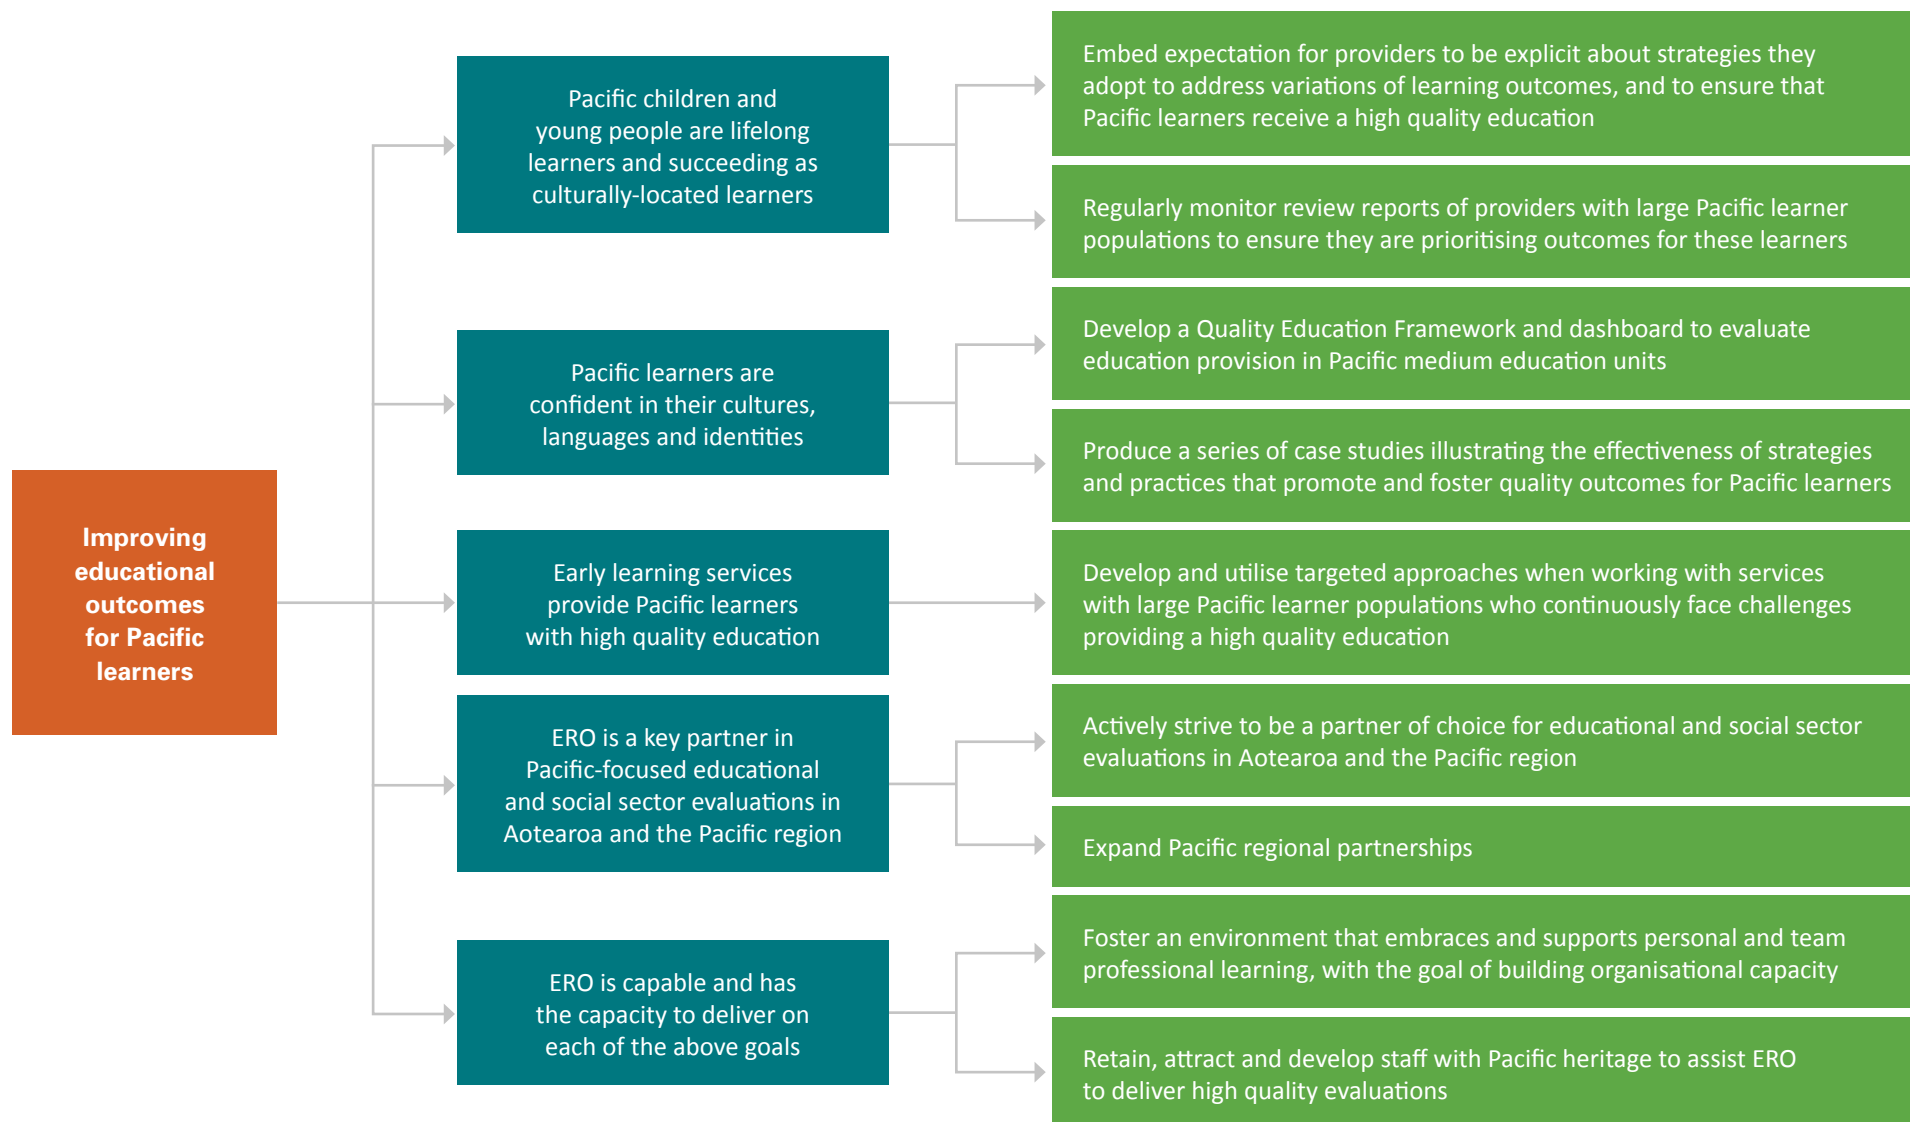 Improving
educational
outcomes
for Pacific
learners
Pacific children and
young people are lifelong
learners and succeeding as
culturally-located learners
Embed expectation for providers to be explicit about strategies they
adopt to address variations of learning outcomes, and to ensure that
Pacific learners receive a high quality education
Regularly monitor review reports of providers with large Pacific learner
populations to ensure they are prioritising outcomes for these learners
Pacific learners are
confident in their cultures,
languages and identities
Develop a Quality Education Framework and dashboard to evaluate
education provision in Pacific medium education units
Produce a series of case studies illustrating the effectiveness of strategies
and practices that promote and foster quality outcomes for Pacific learners
Early learning services
provide Pacific learners
with high quality education
Develop and utilise targeted approaches when working with services
with large Pacific learner populations who continuously face challenges
providing a high quality education
ERO is a key partner in
Pacific-focused educational
and social sector evaluations in
Aotearoa and the Pacific region
Actively strive to be a partner of choice for educational and social sector
evaluations in Aotearoa and the Pacific region
Expand Pacific regional partnerships
ERO is capable and has
the capacity to deliver on
each of the above goals
Foster an environment that embraces and supports personal and team
professional learning, with the goal of building organisational capacity
Retain, attract and develop staff with Pacific heritage to assist ERO
to deliver high quality evaluations